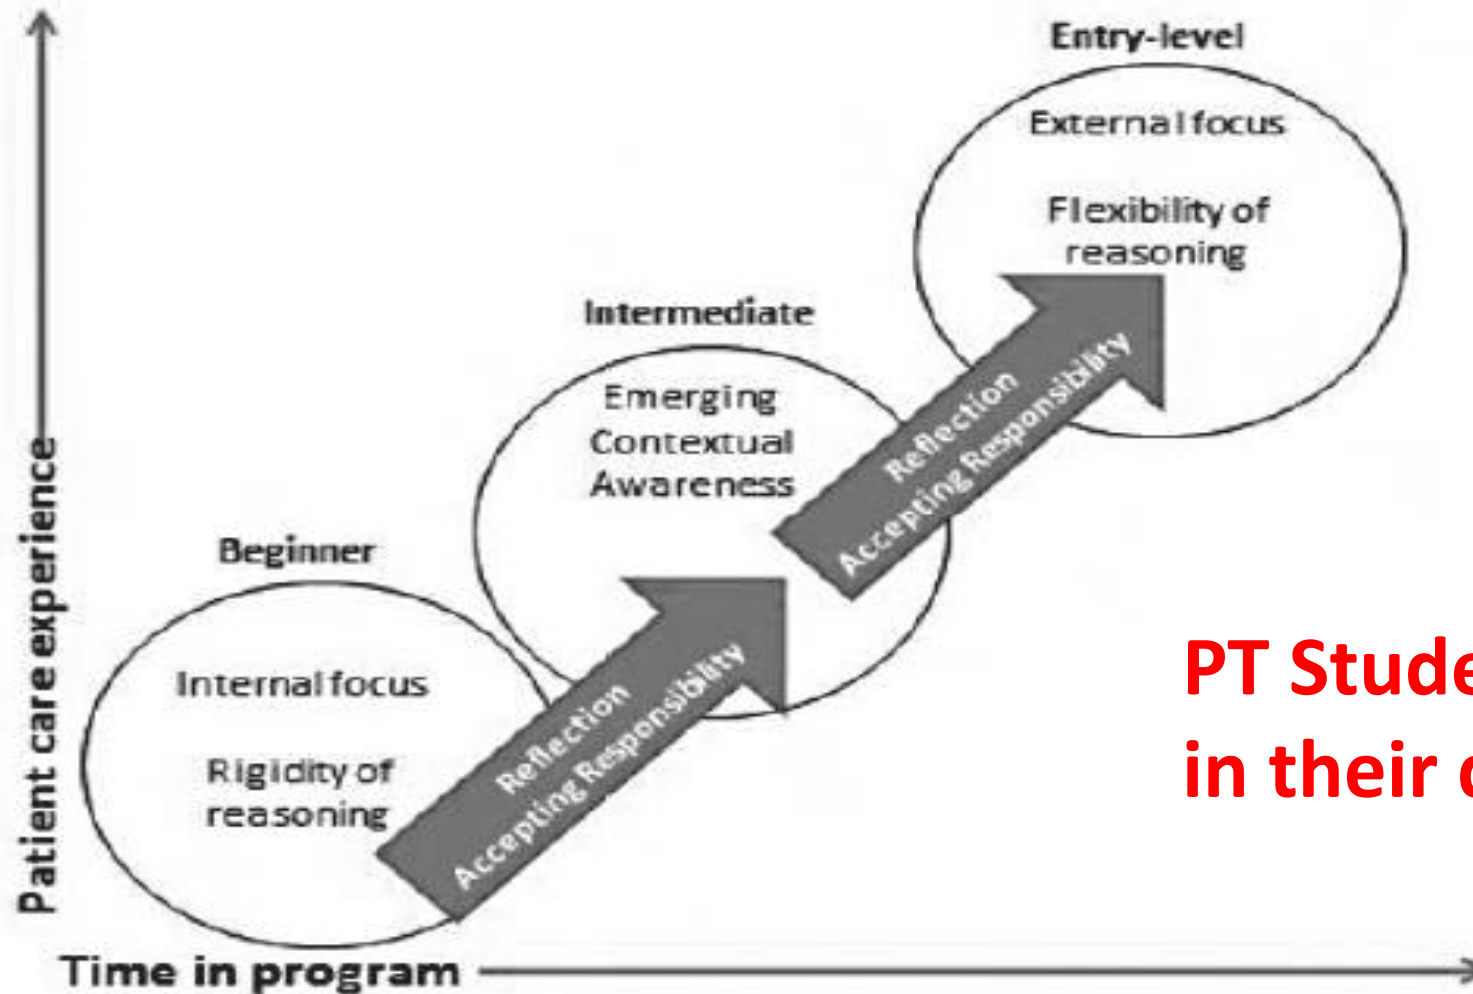 Entry-level
External focus
Flexibility of
reasoning
Intermediate
Emerging
Contextual
Awareness
Reflection
Accepting Responsibility
Beginner
Internal focus
Rigidity of
reasoning
Reflection
Accepting Responsibility
PT Stude
in their
Patient care experience
Time in program